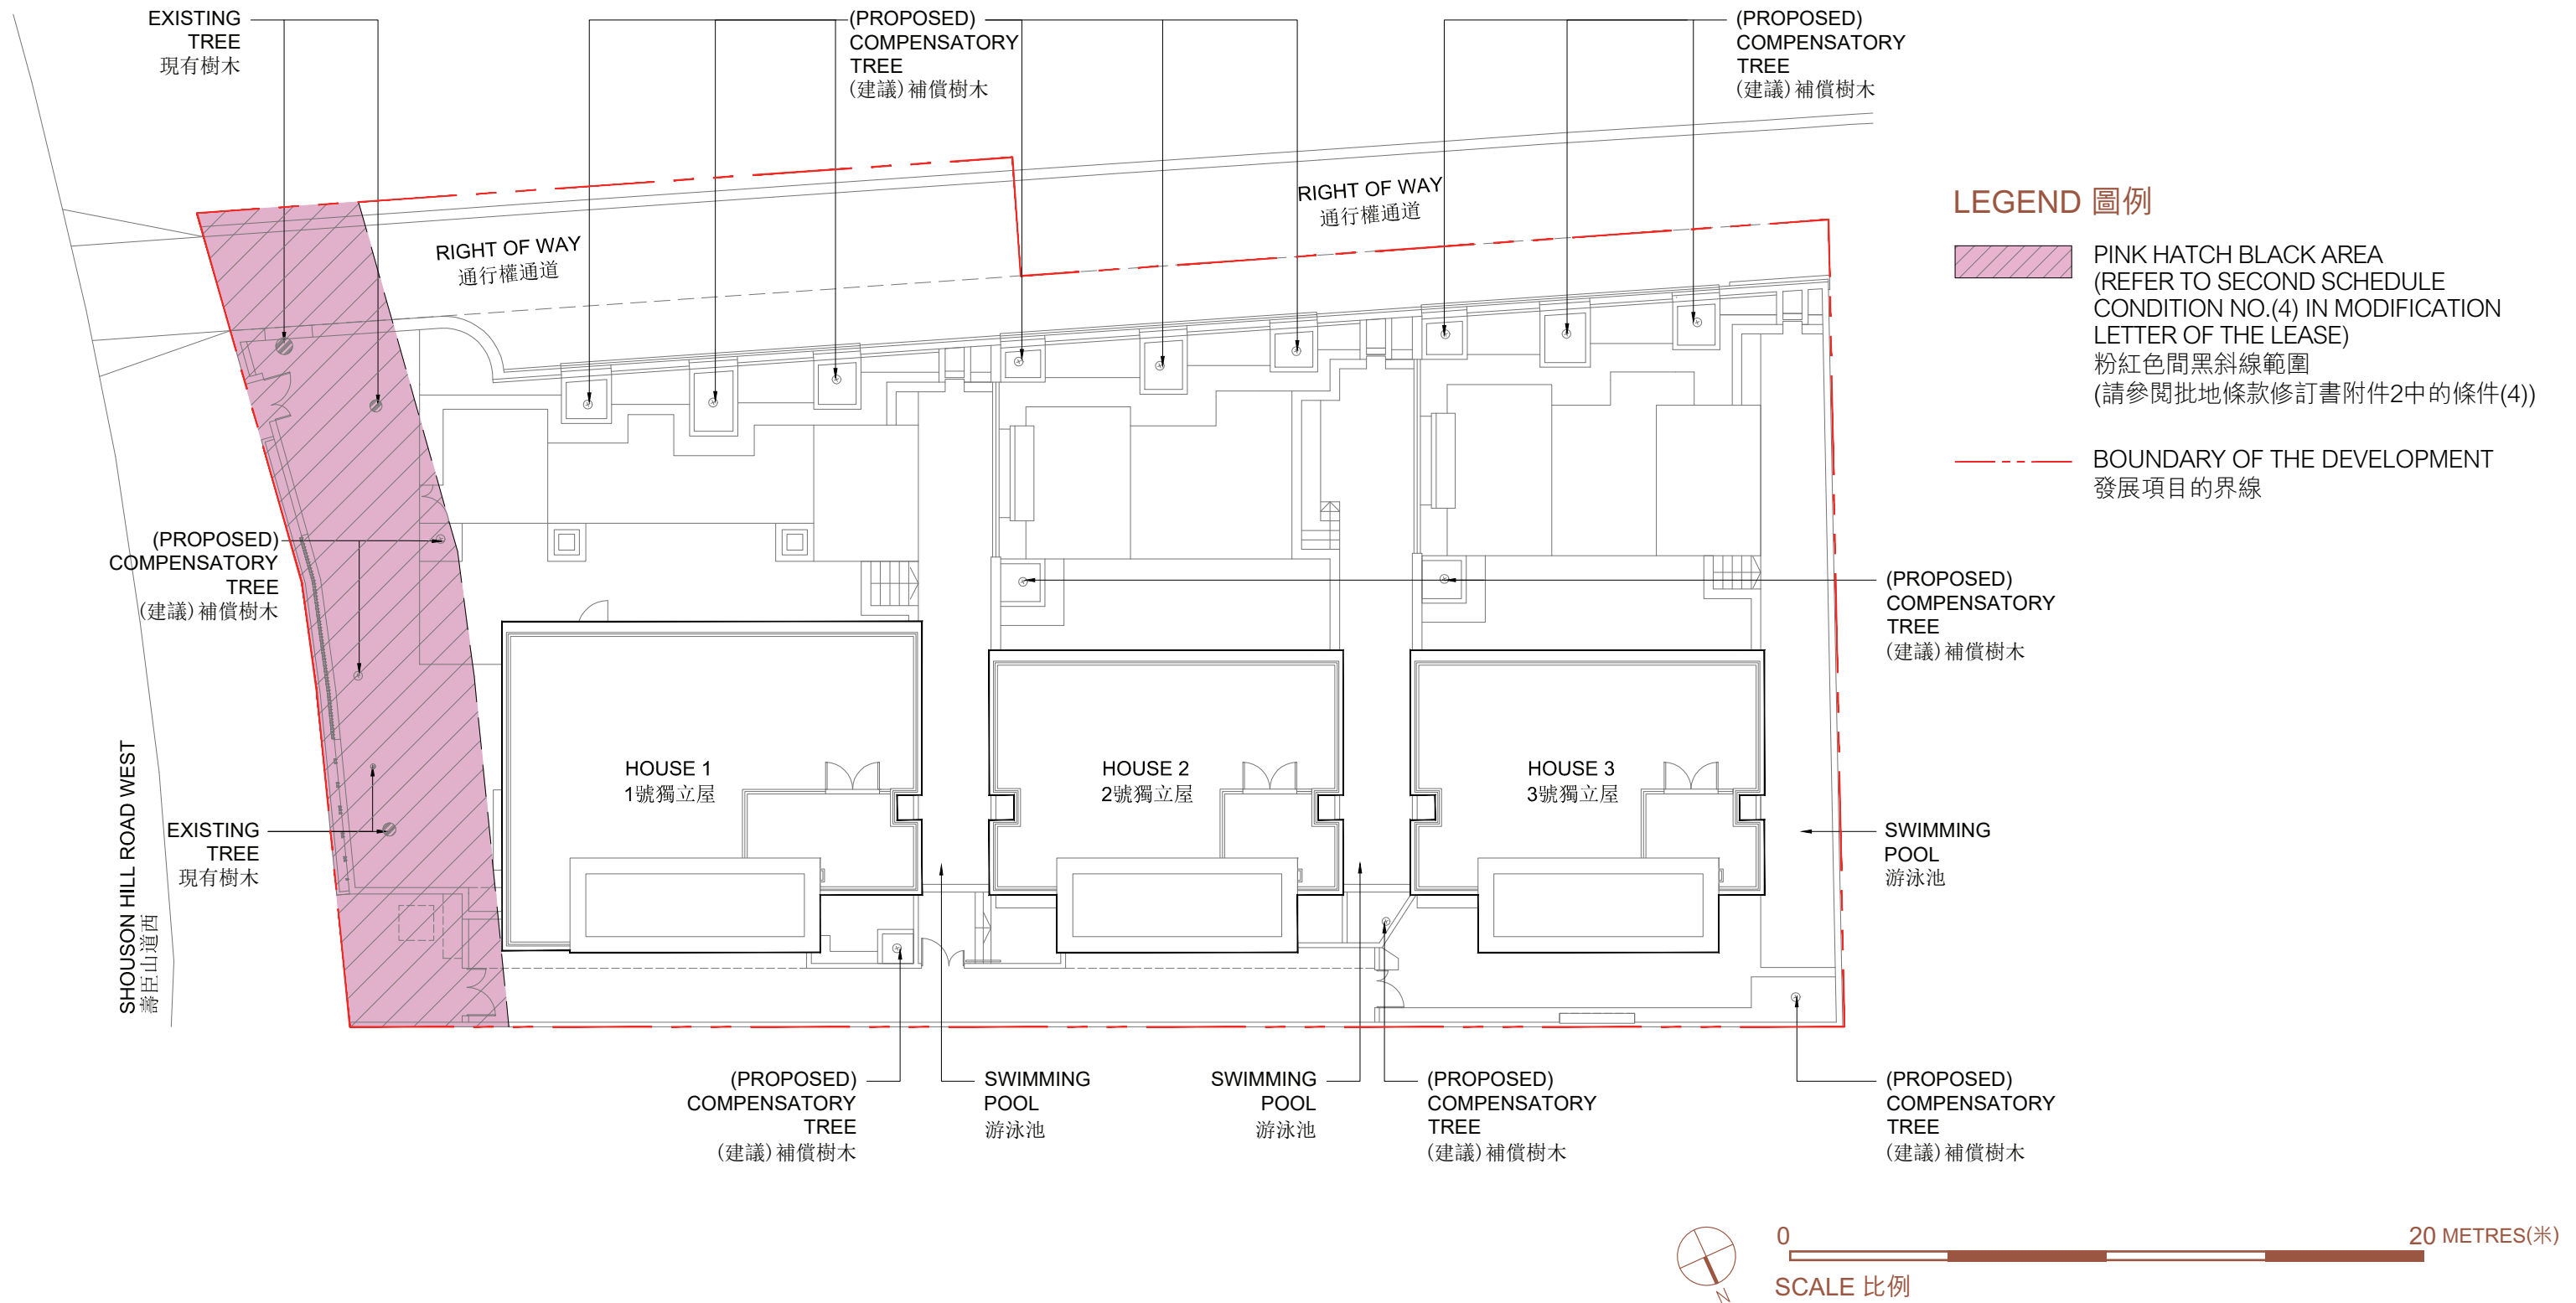 EXISTING
TREE
現有樹木
(PROPOSED)
COMPENSATORY
TREE
(建議)補償樹木
(PROPOSED)
COMPENSATORY
TREE
(建議)補償樹木
RIGHT OF WAY
通行權通道
RIGHT OF WAY
通行權通道
LEGEND 圖例
PINK HATCH BLACK AREA
(REFER TO SECOND SCHEDULE
CONDITION NO.(4) IN MODIFICATION
LETTER OF THE LEASE)
粉紅色間黑斜線範圍
(請參閱批地條款修訂書附件2中的條件(4))
BOUNDARY OF THE DEVELOPMENT
發展項目的界線
(PROPOSED)
COMPENSATORY
TREE
(建議)補償樹木
(PROPOSED)
COMPENSATORY
TREE
(建議)補償樹木
HOUSE 1
1號獨立屋
HOUSE 2
2號獨立屋
HOUSE 3
3號獨立屋
EXISTING
TREE
現有樹木
SHOUSON HILL ROAD WEST
壽臣山道西
SWIMMING
POOL
游泳池
(PROPOSED)
COMPENSATORY
TREE
(建議)補償樹木
SWIMMING
POOL
游泳池
SWIMMING
POOL
游泳池
(PROPOSED)
COMPENSATORY
TREE
(建議)補償樹木
(PROPOSED)
COMPENSATORY
TREE
(建議)補償樹木
N
0
20 METRES(米)
SCALE 比例